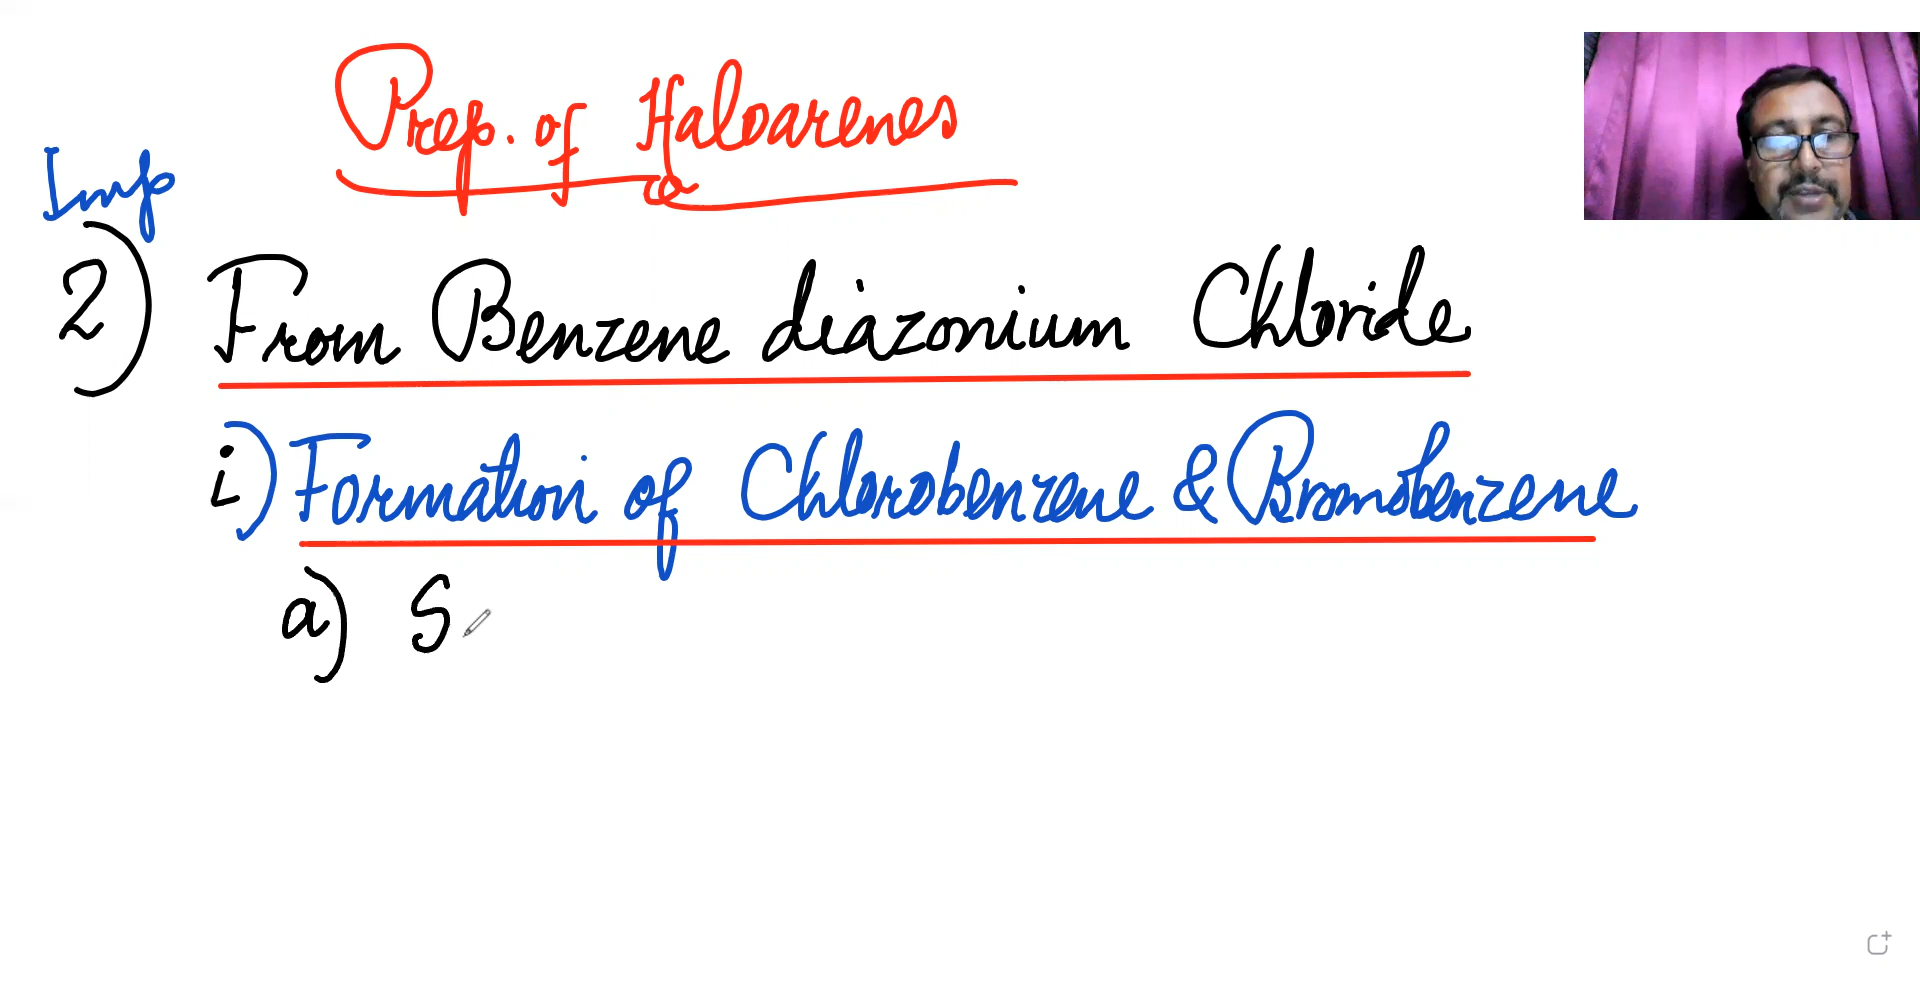 Prep. of Haloarenes
Imp
2) From Benzene diazonium Chloride
i) Formation of Chlorobenzene & Bromobenzene
a) S